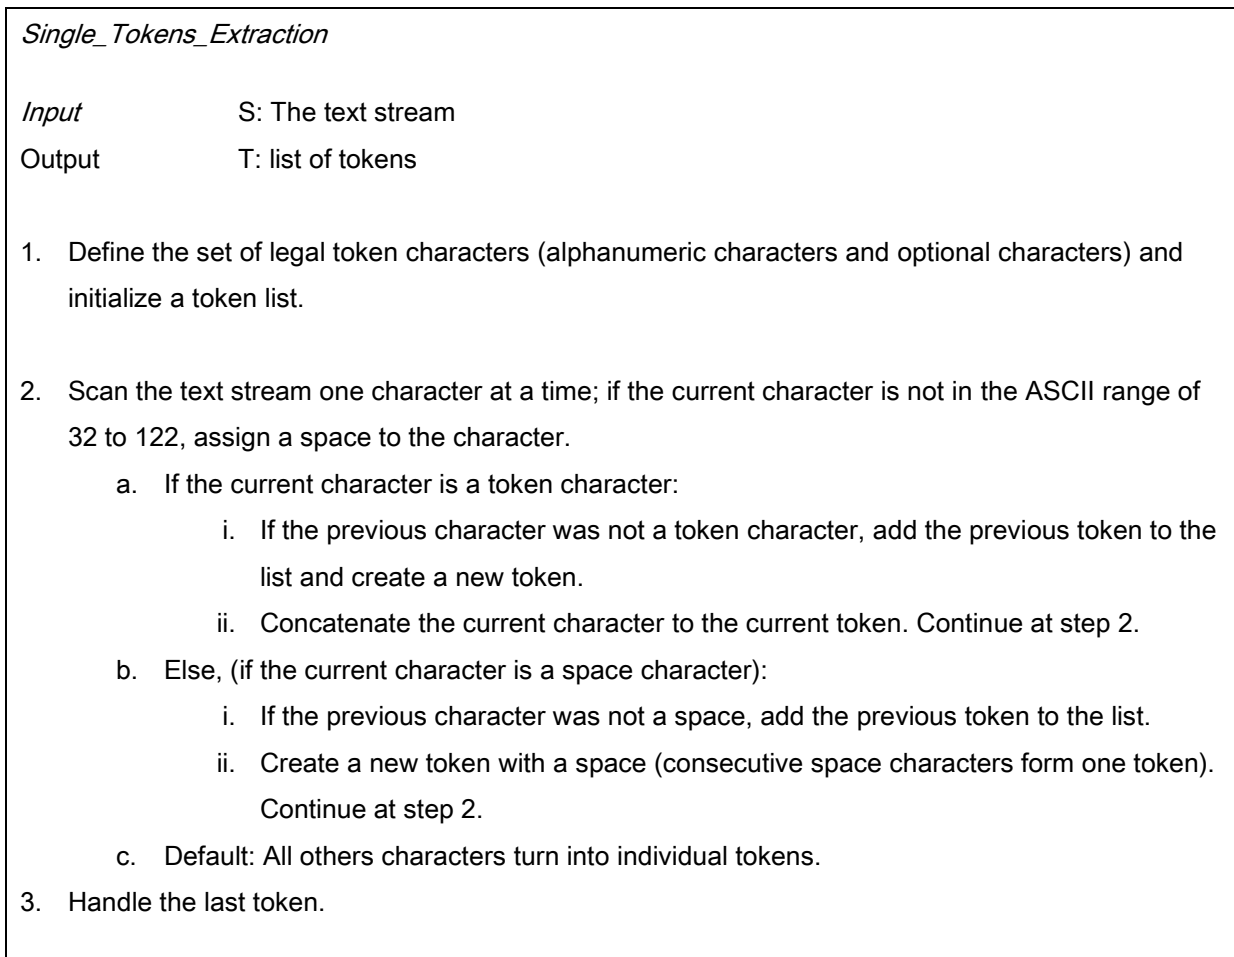 Single_Tokens_Extraction
Input S: The text stream
Output T: list of tokens
1. Define the set of legal token characters (alphanumeric characters and optional characters) and
initialize a token list.
2. Scan the text stream one character at a time; if the current character is not in the ASCII range of
32 to 122, assign a space to the character.
a. If the current character is a token character:
i. If the previous character was not a token character, add the previous token to the
list and create a new token.
ii. Concatenate the current character to the current token. Continue at step 2.
b. Else, (if the current character is a space character):
i. If the previous character was not a space, add the previous token to the list.
ii. Create a new token with a space (consecutive space characters form one token).
Continue at step 2.
c. Default: All others characters turn into individual tokens.
3. Handle the last token.